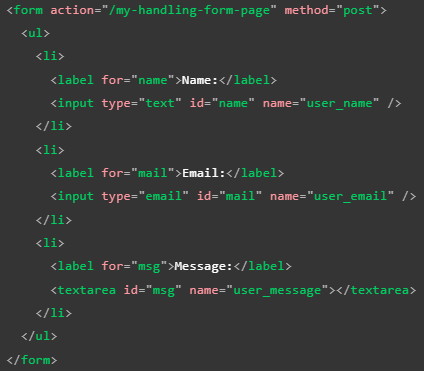 <form action="/my-handling-form-page" method="post">
  <ul>
    <li>
      <label for="name">Name:</label>
      <input type="text" id="name" name="user_name" />
    </li>
    <li>
      <label for="mail">Email:</label>
      <input type="email" id="mail" name="user_email" />
    </li>
    <li>
      <label for="msg">Message:</label>
      <textarea id="msg" name="user_message"></textarea>
    </li>
  </ul>
</form>